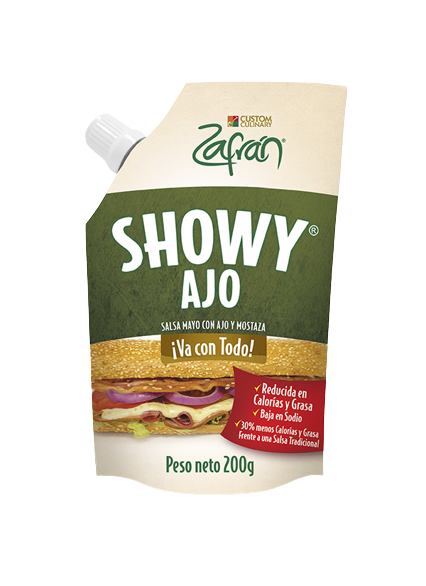 CUSTOM
CULINARY
Zafrán®
SHOWY®
AJO
SALSA MAYO CON AJO Y MOSTAZA
¡Va con Todo!
✓Reducida en
Calorías y Grasa
✓Baja en Sodio
✓30% menos Calorías y Grasa
Frente a una Salsa Tradicional
Peso neto 200g